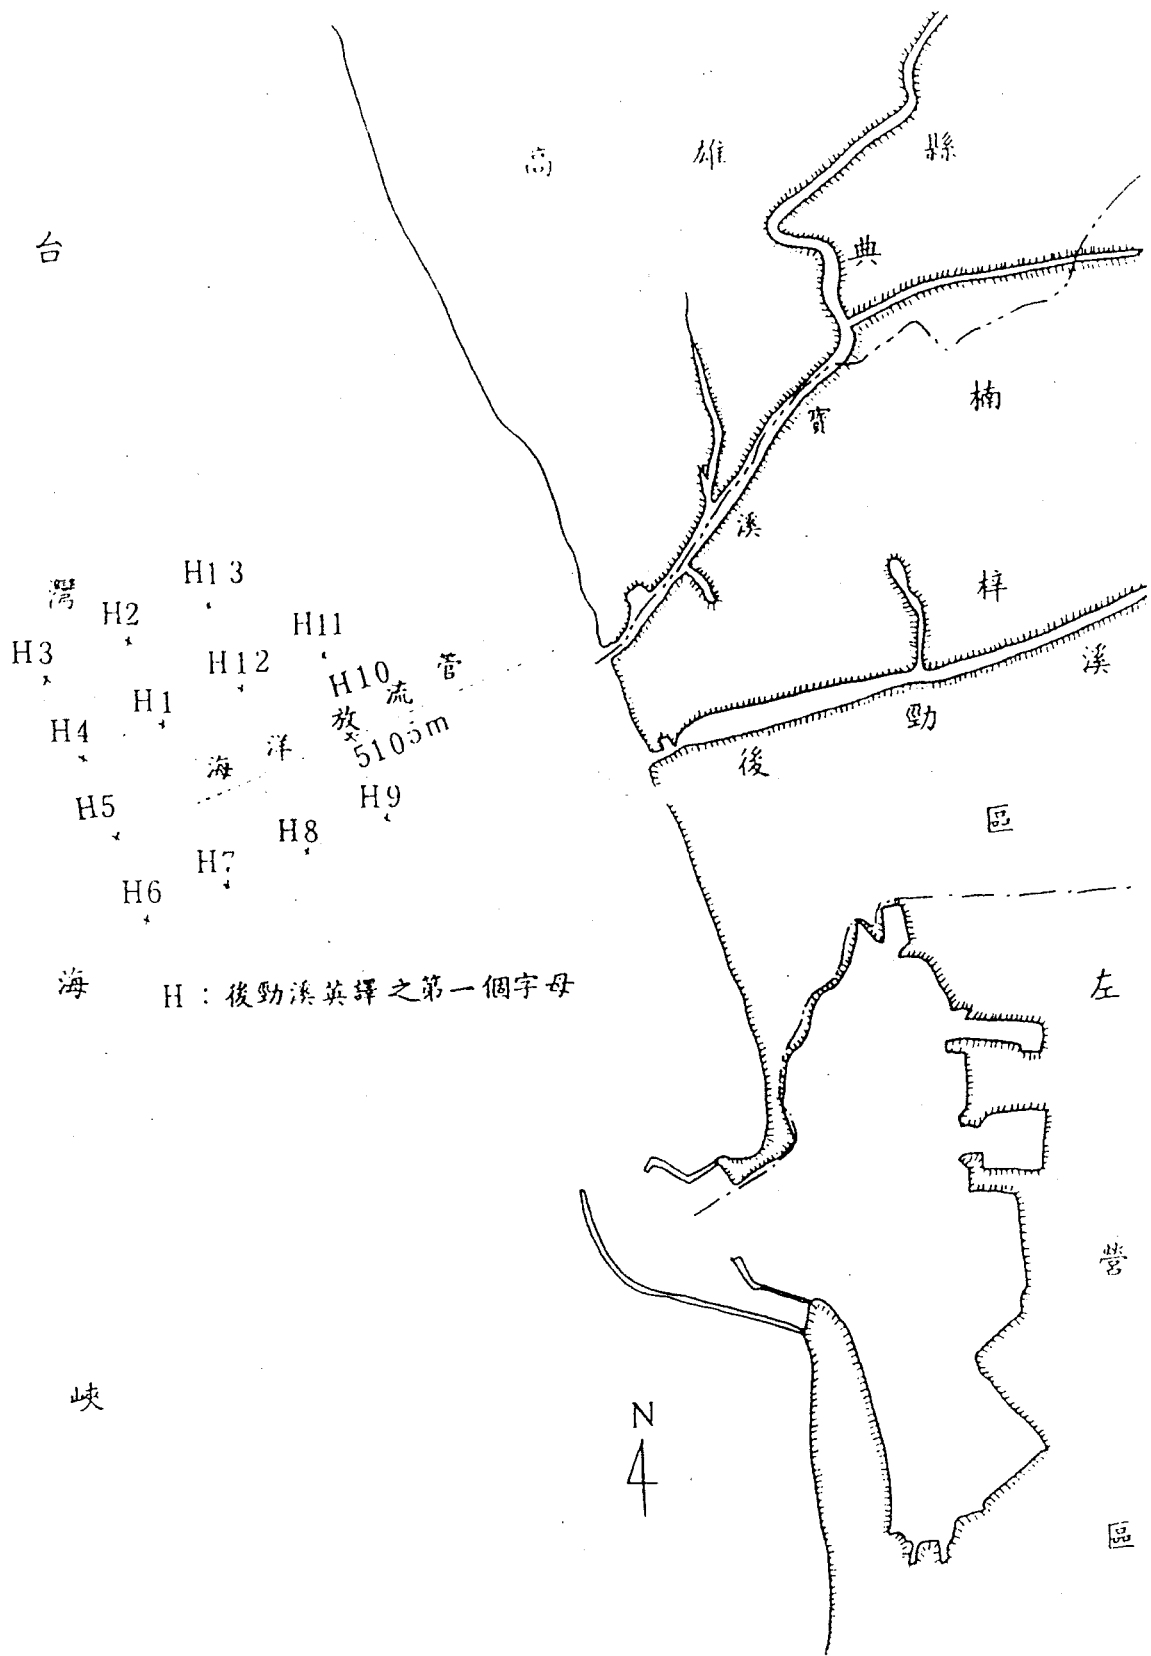 高雄縣
台灣海峽
典寶溪
楠梓區
後勁溪
H13
H2
H11
H3
H12
H10
H1
H4
海洋放流管
5105m
H5
H9
H8
H7
H6
H：後勁溪英譯之第一個字母
左營區
N